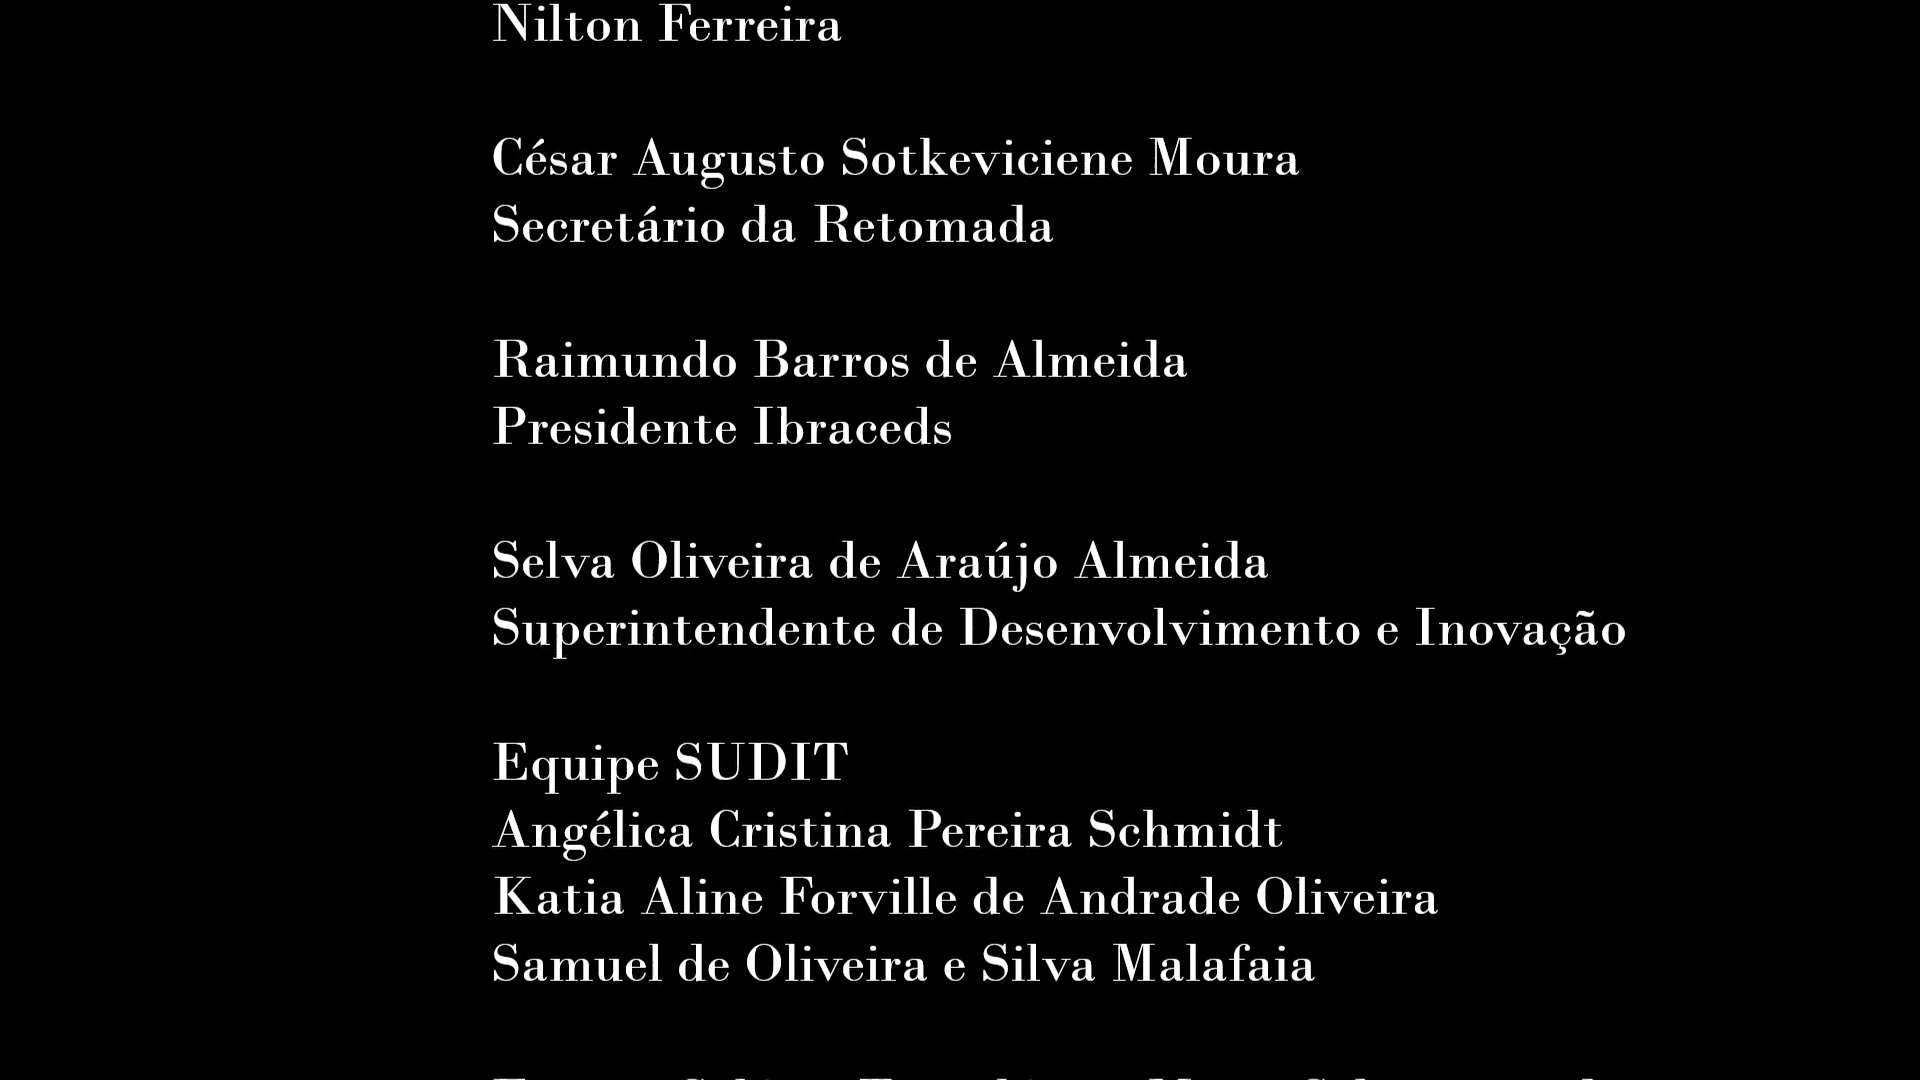 Nilton Ferreira
César Augusto Sotkeviciene Moura
Secretário da Retomada
Raimundo Barros de Almeida
Presidente Ibraceds
Selva Oliveira de Araújo Almeida
Superintendente de Desenvolvimento e Inovação
Equipe SUDIT
Angélica Cristina Pereira Schmidt
Katia Aline Forville de Andrade Oliveira
Samuel de Oliveira e Silva Malafaia